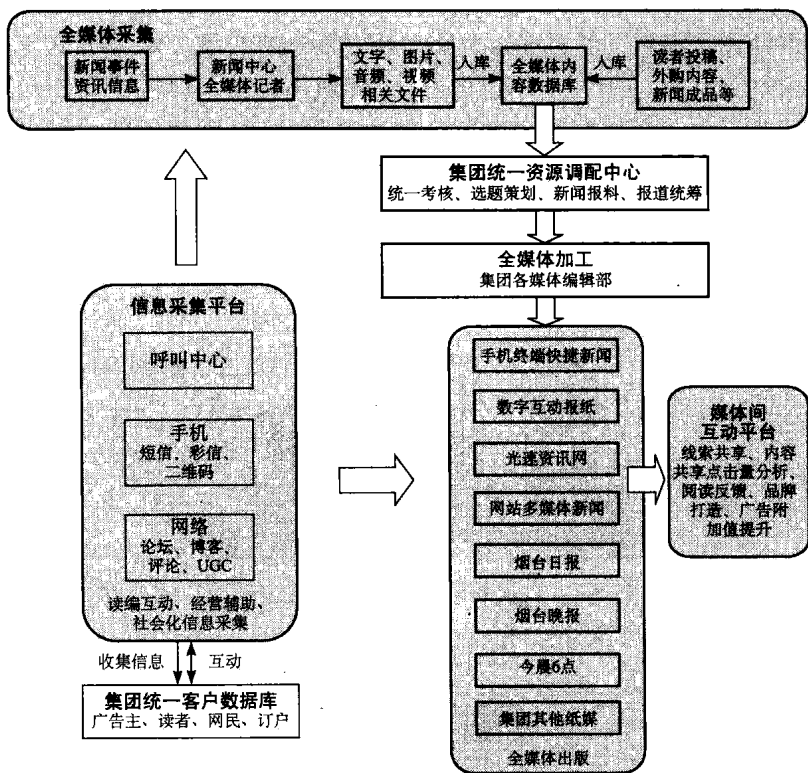 全媒体采集
新闻事件
资讯信息
新闻中心
全媒体记者
文字、图片、
音频、视频
相关文件
入库
全媒体内
容数据库
入库
读者投稿、
外购内容、
新闻成品等
集团统一资源调配中心
统一考核、选题策划、新闻报料、报道统筹
全媒体加工
集团各媒体编辑部
信息采集平台
呼叫中心
手机
短信、彩信、
二维码
网络
论坛、博客、
评论、UGC
读编互动、经营辅助、
社会化信息采集
收集信息
互动
集团统一客户数据库
广告主、读者、网民、订户
手机终端快捷新闻
数字互动报纸
光速资讯网
网站多媒体新闻
烟台日报
烟台晚报
今晨6点
集团其他纸媒
全媒体出版
媒体间
互动平台
线索共享、内容
共享点击量分析、
阅读反馈、品牌
打造、广告附
加值提升